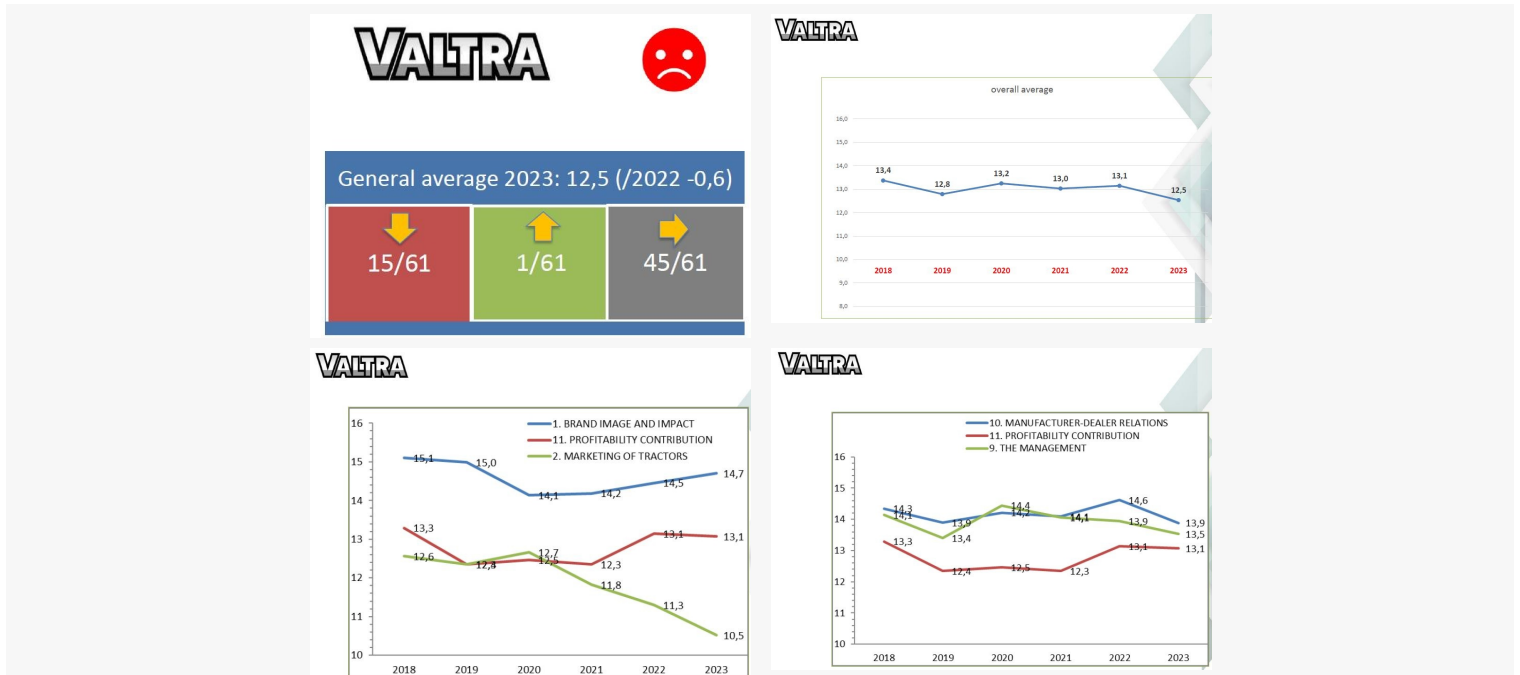 VALTRA
General average 2023: 12,5 (/2022 -0,6)
15/61
1/61
45/61
VALTRA
overall average
16,0
15,0
14,0
13,0
12,0
11,0
10,0
9,0
8,0
13,4
12,8
13,2
13,0
13,1
12,5
2018 2019 2020 2021 2022 2023
VALTRA
1. BRAND IMAGE AND IMPACT
11. PROFITABILITY CONTRIBUTION
2. MARKETING OF TRACTORS
16
15
14
13
12
11
10
15,1 15,0 14,1 14,2 14,5 14,7
13,3 12,5 12,3 13,1 13,1
12,6 12,7 11,8 11,3 10,5
2018 2019 2020 2021 2022 2023
VALTRA
10. MANUFACTURER-DEALER RELATIONS
11. PROFITABILITY CONTRIBUTION
9. THE MANAGEMENT
16
15
14
13
12
11
10
14,3 13,9 14,2 14,1 14,6 13,9
14,1 13,4 14,4 14,1 13,9 13,5
13,3 12,4 12,5 12,3 13,1 13,1
2018 2019 2020 2021 2022 2023